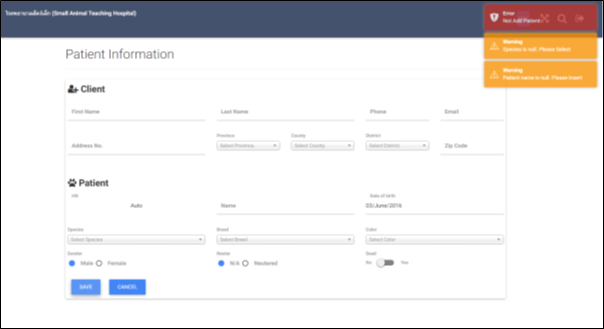 โรงพยาบาลสัตว์เล็ก (Small Animal Teaching Hospital)
Error
Not Add Patient
Warning
Species is null. Please Select
Warning
Patient name is null. Please Insert
Patient Information
Client
First Name Last Name Phone Email
Province County District
Address No. Select Province. Select County Select District Zip Code
Patient
HN Date of birth
Auto Name 03/June/2016
Species Breed Color
Select Species Select Breed Select Color
Gender Neuter Dead
Male Female N/A Neutered No Yes
SAVE CANCEL